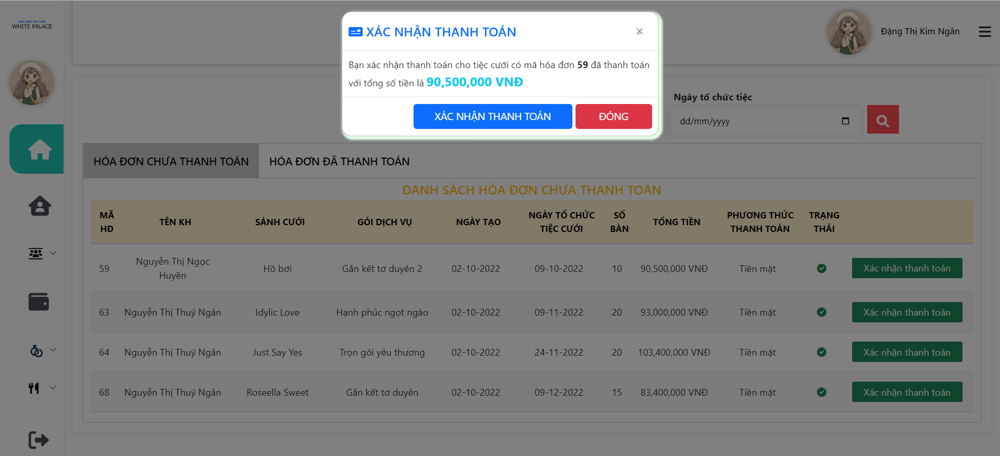 NHÀ HÀNG TIỆC CƯỚI
WHITE PALACE
XÁC NHẬN THANH TOÁN
Bạn xác nhận thanh toán cho tiệc cưới có mã hóa đơn 59 đã thanh toán
với tổng số tiền là 90,500,000 VNĐ
XÁC NHẬN THANH TOÁN ĐÓNG
Đặng Thị Kim Ngân
Ngày tổ chức tiệc
dd/mm/yyyy
HÓA ĐƠN CHƯA THANH TOÁN HÓA ĐƠN ĐÃ THANH TOÁN
DANH SÁCH HÓA ĐƠN CHƯA THANH TOÁN
MÃ HĐ TÊN KH SẢNH CƯỚI GÓI DỊCH VỤ NGÀY TẠO NGÀY TỔ CHỨC TIỆC CƯỚI SỐ BÀN TỔNG TIỀN PHƯƠNG THỨC THANH TOÁN TRẠNG THÁI
59 Nguyễn Thị Ngọc Huyền Hồ bơi Gắn kết tơ duyên 2 02-10-2022 09-10-2022 10 90,500,000 VNĐ Tiền mặt Xác nhận thanh toán
63 Nguyễn Thị Thuý Ngân Idylic Love Hạnh phúc ngọt ngào 02-10-2022 09-11-2022 20 93,000,000 VNĐ Tiền mặt Xác nhận thanh toán
64 Nguyễn Thị Thuý Ngân Just Say Yes Trọn gói yêu thương 02-10-2022 24-11-2022 20 103,400,000 VNĐ Tiền mặt Xác nhận thanh toán
68 Nguyễn Thị Thuý Ngân Roseella Sweet Gắn kết tơ duyên 02-10-2022 09-12-2022 15 83,400,000 VNĐ Tiền mặt Xác nhận thanh toán